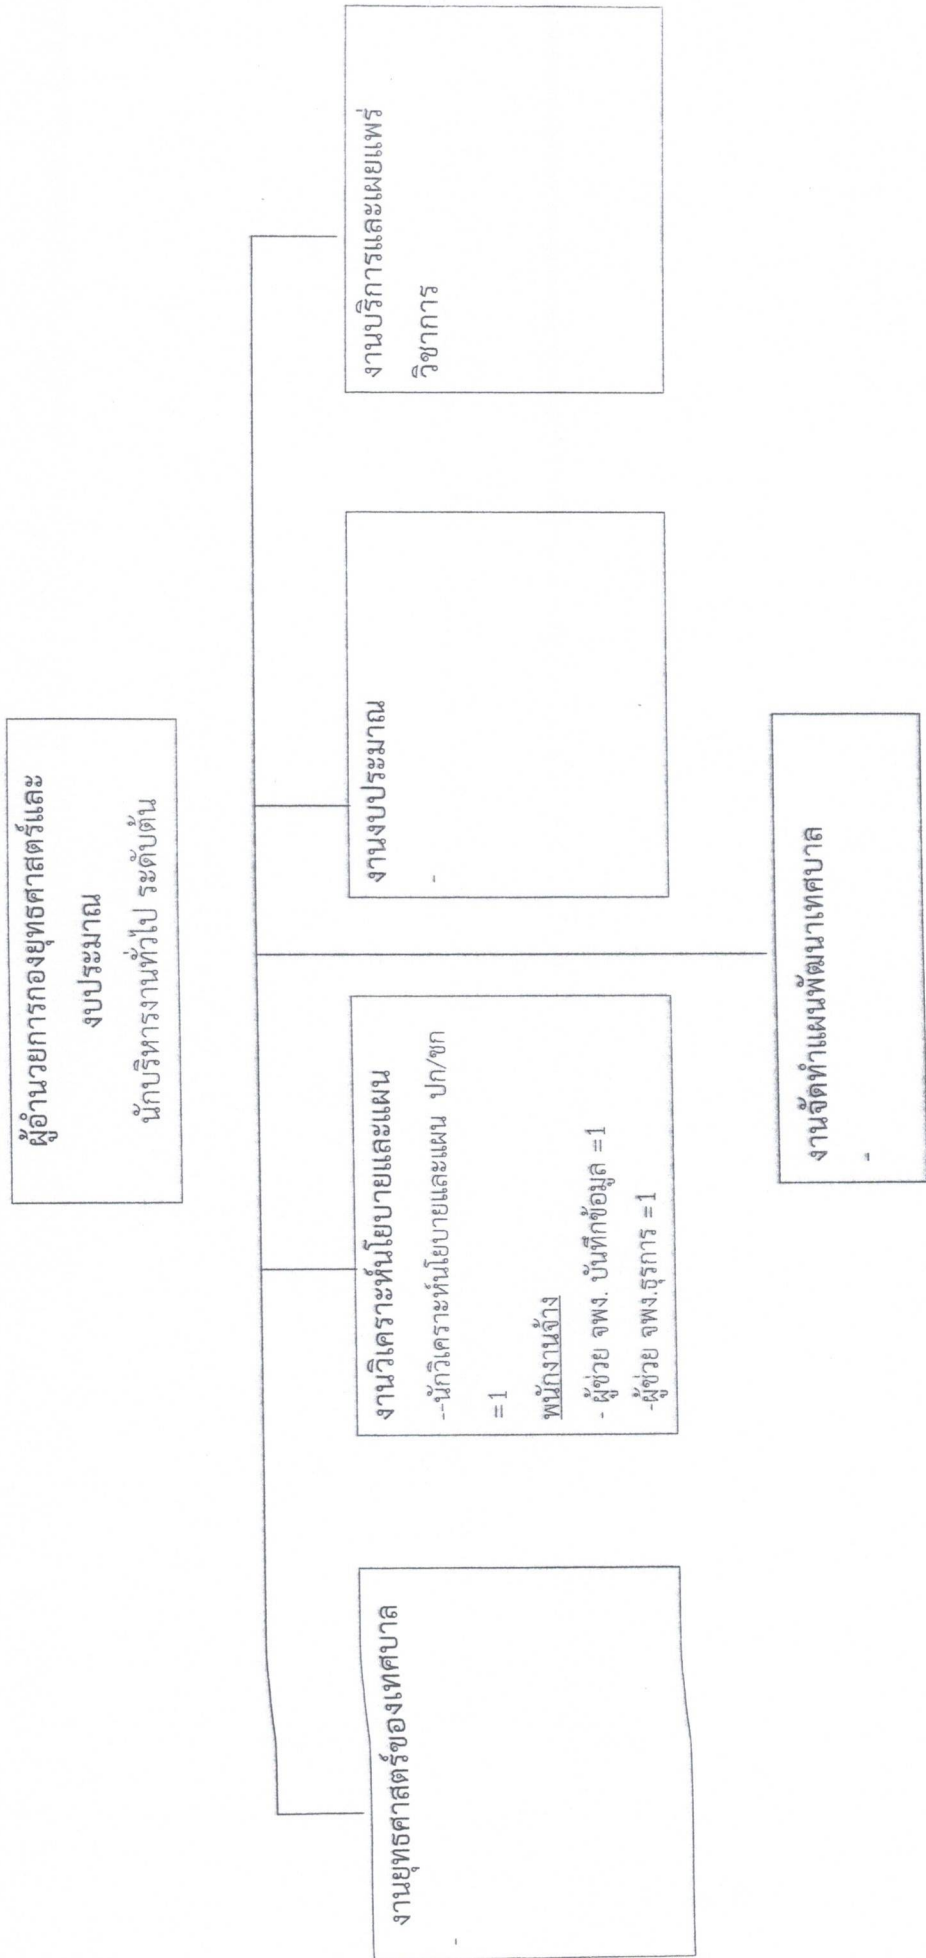 ผู้อำนวยการกองยุทธศาสตร์และ
งบประมาณ
นักบริหารงานทั่วไป ระดับต้น
งานยุทธศาสตร์ของเทศบาล
-
งานวิเคราะห์นโยบายและแผน
--นักวิเคราะห์นโยบายและแผน ปก/ชก
=1
พนักงานจ้าง
- ผู้ช่วย จพง. บันทึกข้อมูล =1
-ผู้ช่วย จพง.ธุรการ =1
งานงบประมาณ
-
งานบริการและเผยแพร่
วิชาการ
งานจัดทำแผนพัฒนาเทศบาล
-